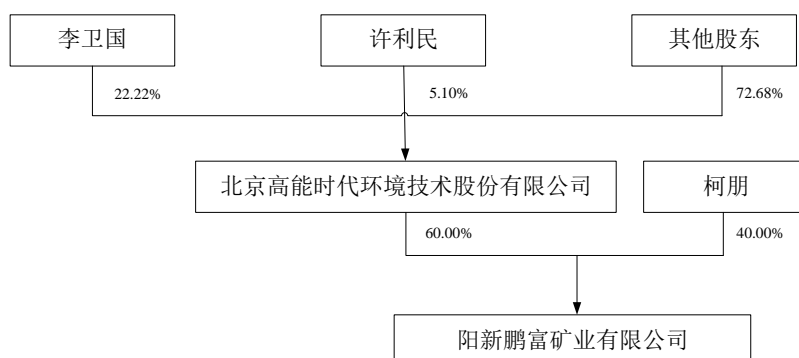 李卫国 许利民 其他股东
22.22% 5.10% 72.68%
北京高能时代环境技术股份有限公司 柯朋
60.00% 40.00%
阳新鹏富矿业有限公司